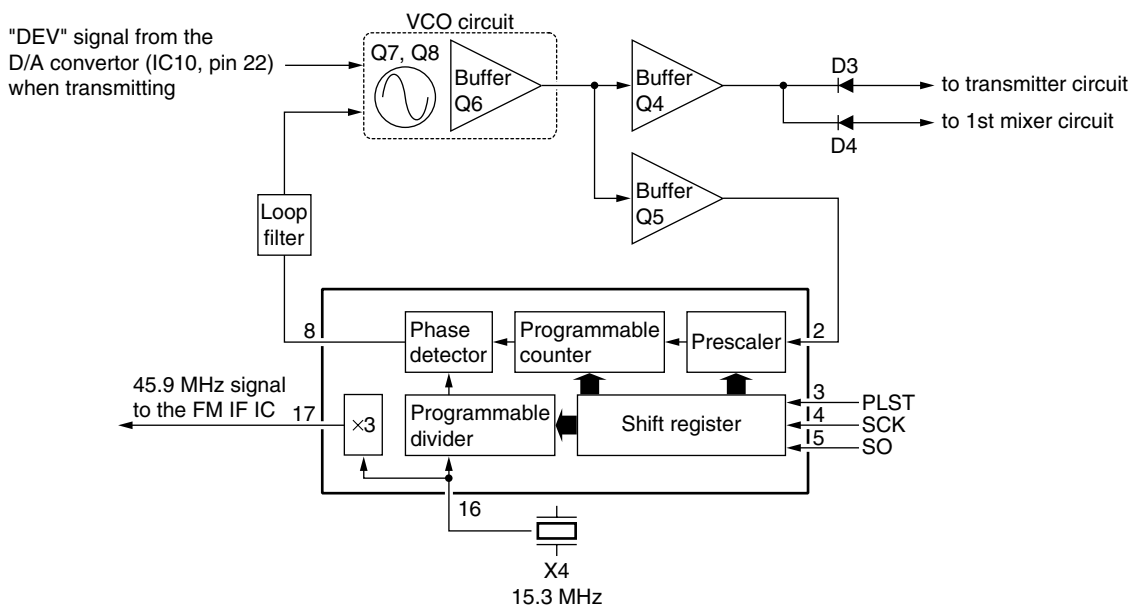 VCO circuit
"DEV" signal from the
D/A convertor (IC10, pin 22)
when transmitting
Q7, Q8
Buffer
Q6
Buffer
Q4
D3
to transmitter circuit
to 1st mixer circuit
D4
Buffer
Q5
Loop
filter
8
Phase
detector
Programmable
counter
Prescaler
2
45.9 MHz signal
to the FM IF IC
17
×3
Programmable
divider
Shift register
3
PLST
4
SCK
5
SO
16
X4
15.3 MHz